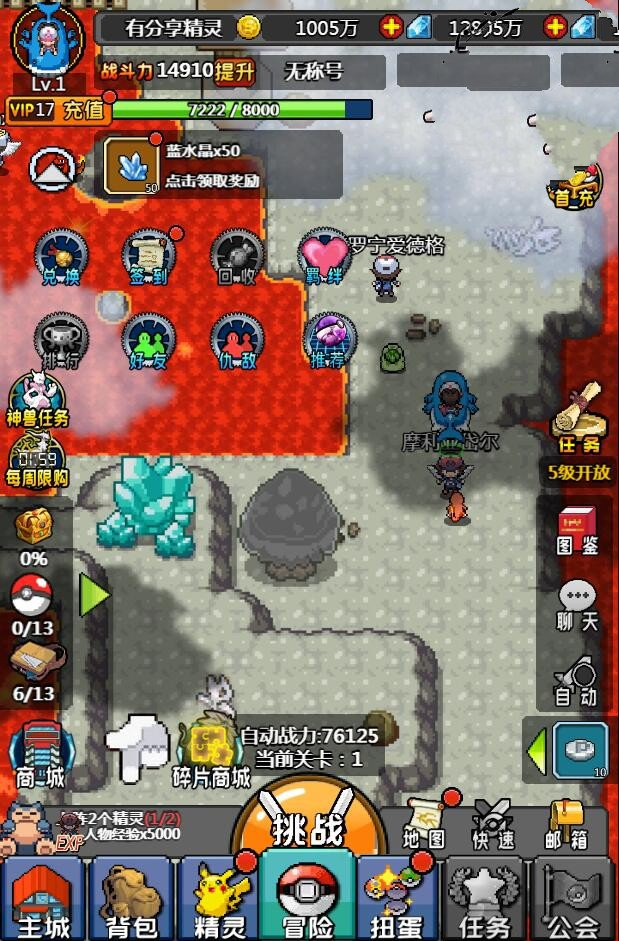 有分享精灵
1005万
Lv.1
战斗力14910提升
无称号
VIP17 充值
7222 / 8000
蓝水晶x50
50
点击领取奖励
首充
兑换
签到
回收
羁绊
罗宁爱德格
排行
好友
仇敌
推荐
神兽任务
01:59
每周限购
任务
5级开放
0%
图鉴
0/13
聊天
6/13
自动
商城
碎片商城
自动战力:76125
当前关卡:1
10
阵2个精灵(1/2)
人物经验x5000
EXP
挑战
地图
快速
邮箱
主城
背包
精灵
冒险
扭蛋
任务
公会